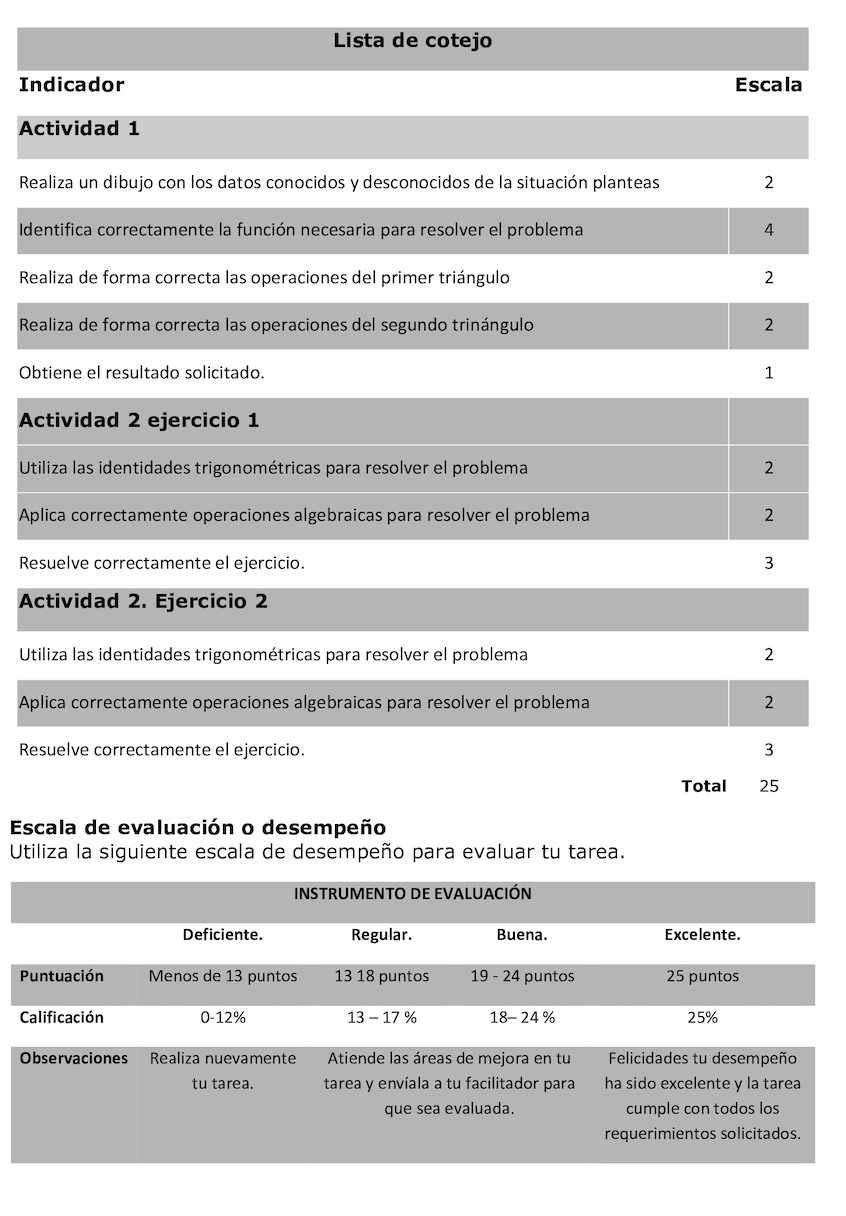 Lista de cotejo
Indicador Escala
Actividad 1
Realiza un dibujo con los datos conocidos y desconocidos de la situación planteas 2
Identifica correctamente la función necesaria para resolver el problema 4
Realiza de forma correcta las operaciones del primer triángulo 2
Realiza de forma correcta las operaciones del segundo trinángulo 2
Obtiene el resultado solicitado. 1
Actividad 2 ejercicio 1
Utiliza las identidades trigonométricas para resolver el problema 2
Aplica correctamente operaciones algebraicas para resolver el problema 2
Resuelve correctamente el ejercicio. 3
Actividad 2. Ejercicio 2
Utiliza las identidades trigonométricas para resolver el problema 2
Aplica correctamente operaciones algebraicas para resolver el problema 2
Resuelve correctamente el ejercicio. 3
Total 25
Escala de evaluación o desempeño
Utiliza la siguiente escala de desempeño para evaluar tu tarea.
INSTRUMENTO DE EVALUACIÓN
Deficiente. Regular. Buena. Excelente.
Puntuación Menos de 13 puntos 13 18 puntos 19 - 24 puntos 25 puntos
Calificación 0-12% 13 – 17 % 18– 24 % 25%
Observaciones Realiza nuevamente Atiende las áreas de mejora en tu Felicidades tu desempeño
tu tarea. tarea y envíala a tu facilitador para ha sido excelente y la tarea
que sea evaluada. cumple con todos los
requerimientos solicitados.